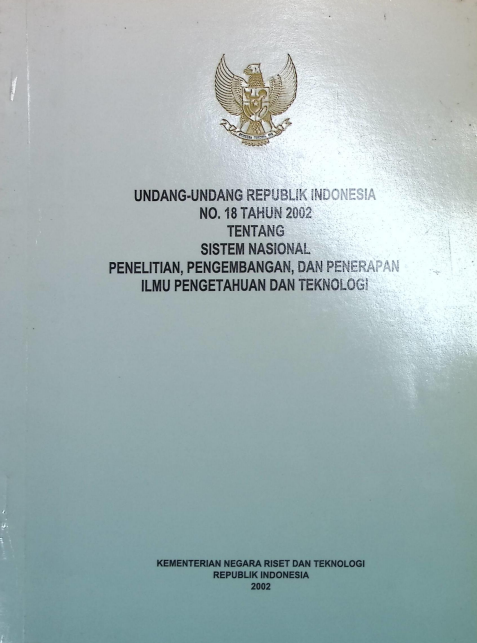 UNDANG-UNDANG REPUBLIK INDONESIA
NO. 18 TAHUN 2002
TENTANG
SISTEM NASIONAL
PENELITIAN, PENGEMBANGAN, DAN PENERAPAN
ILMU PENGETAHUAN DAN TEKNOLOGI
KEMENTERIAN NEGARA RISET DAN TEKNOLOGI
REPUBLIK INDONESIA
2002